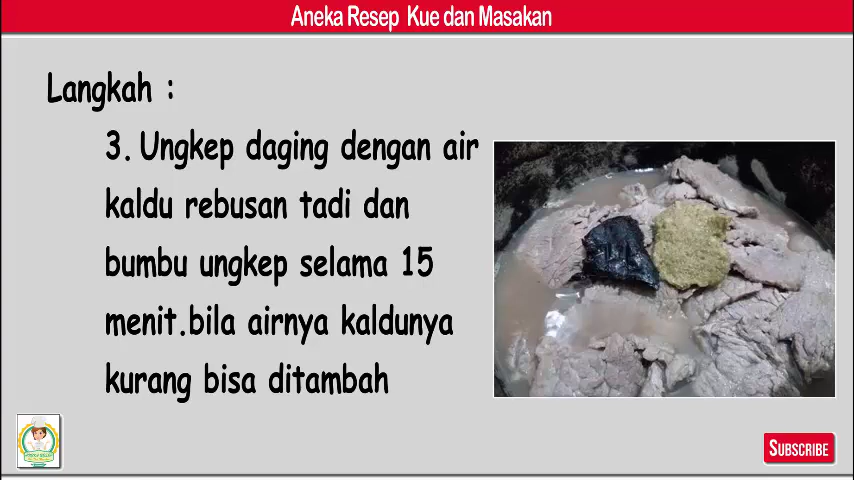 Aneka Resep Kue dan Masakan
Langkah :
3. Ungkep daging dengan air
kaldu rebusan tadi dan
bumbu ungkep selama 15
menit.bila airnya kaldunya
kurang bisa ditambah
SUBSCRIBE